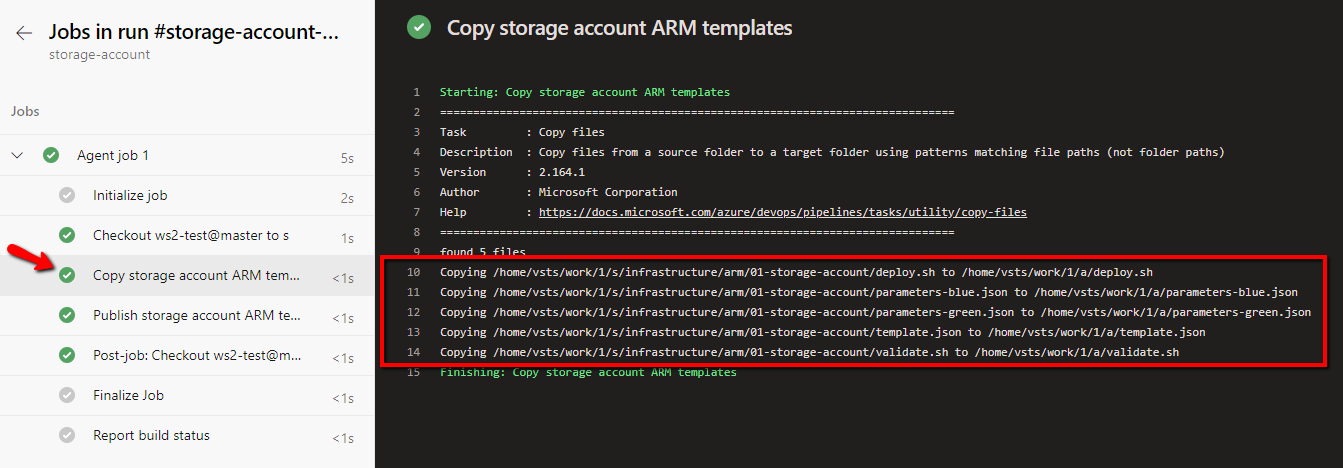 Jobs in run #storage-account-...
storage-account
Jobs
Agent job 1 5s
Initialize job 2s
Checkout ws2-test@master to s 1s
Copy storage account ARM tem... <1s
Publish storage account ARM te... <1s
Post-job: Checkout ws2-test@m... <1s
Finalize Job <1s
Report build status <1s
Copy storage account ARM templates
1 Starting: Copy storage account ARM templates
2 ==============================================================================
3 Task : Copy files
4 Description : Copy files from a source folder to a target folder using patterns matching file paths (not folder paths)
5 Version : 2.164.1
6 Author : Microsoft Corporation
7 Help : https://docs.microsoft.com/azure/devops/pipelines/tasks/utility/copy-files
8 ==============================================================================
9 found 5 files
10 Copying /home/vsts/work/1/s/infrastructure/arm/01-storage-account/deploy.sh to /home/vsts/work/1/a/deploy.sh
11 Copying /home/vsts/work/1/s/infrastructure/arm/01-storage-account/parameters-blue.json to /home/vsts/work/1/a/parameters-blue.json
12 Copying /home/vsts/work/1/s/infrastructure/arm/01-storage-account/parameters-green.json to /home/vsts/work/1/a/parameters-green.json
13 Copying /home/vsts/work/1/s/infrastructure/arm/01-storage-account/template.json to /home/vsts/work/1/a/template.json
14 Copying /home/vsts/work/1/s/infrastructure/arm/01-storage-account/validate.sh to /home/vsts/work/1/a/validate.sh
15 Finishing: Copy storage account ARM templates